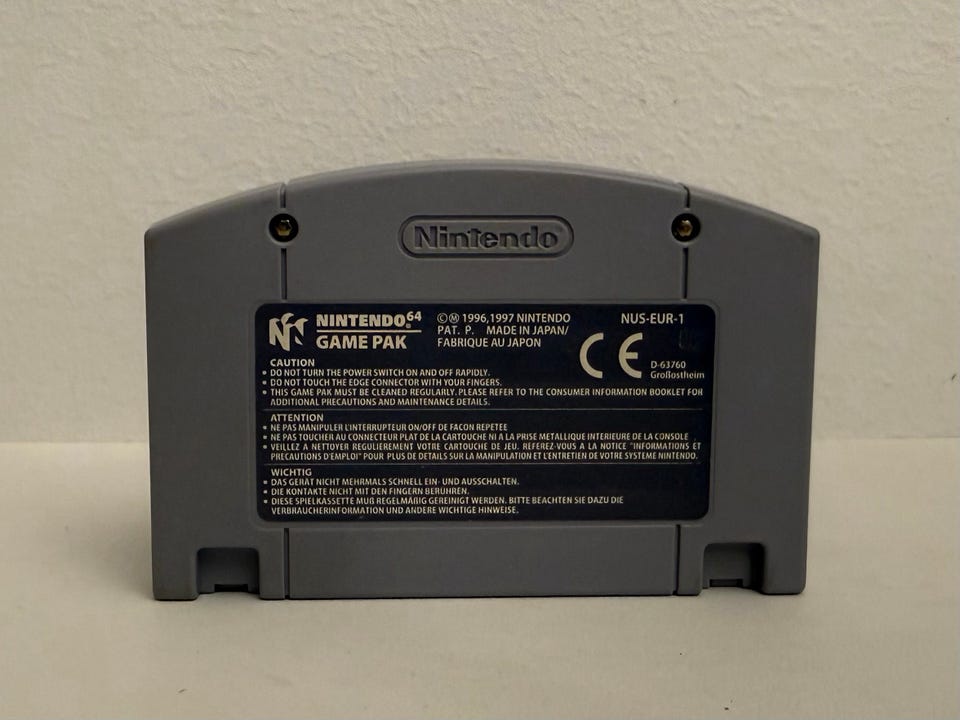 Nintendo
NINTENDO64®
GAME PAK
©Ⓜ 1996,1997 NINTENDO
PAT. P. MADE IN JAPAN/
FABRIQUE AU JAPON
NUS-EUR-1
CE
D-63760
Großostheim
CAUTION
• DO NOT TURN THE POWER SWITCH ON AND OFF RAPIDLY.
• DO NOT TOUCH THE EDGE CONNECTOR WITH YOUR FINGERS.
• THIS GAME PAK MUST BE CLEANED REGULARLY. PLEASE REFER TO THE CONSUMER INFORMATION BOOKLET FOR
ADDITIONAL PRECAUTIONS AND MAINTENANCE DETAILS.
ATTENTION
• NE PAS MANIPULER L'INTERRUPTEUR ON/OFF DE FACON REPETEE
• NE PAS TOUCHER AU CONNECTEUR PLAT DE LA CARTOUCHE NI A LA PRISE METALLIQUE INTERIEURE DE LA CONSOLE
• VEILLEZ A NETTOYER REGULIEREMENT VOTRE CARTOUCHE DE JEU. RÉFEREZ-VOUS A LA NOTICE "INFORMATIONS ET
PRECAUTIONS D'EMPLOI" POUR PLUS DE DETAILS SUR LA MANIPULATION ET L'ENTRETIEN DE VOTRE SYSTEME NINTENDO.
WICHTIG
• DAS GERÄT NICHT MEHRMALS SCHNELL EIN- UND AUSSCHALTEN.
• DIE KONTAKTE NICHT MIT DEN FINGERN BERÜHREN.
• DIESE SPIELKASSETTE MUß REGELMÄßIG GEREINIGT WERDEN. BITTE BEACHTEN SIE DAZU DIE
VERBRAUCHERINFORMATION UND ANDERE WICHTIGE HINWEISE.